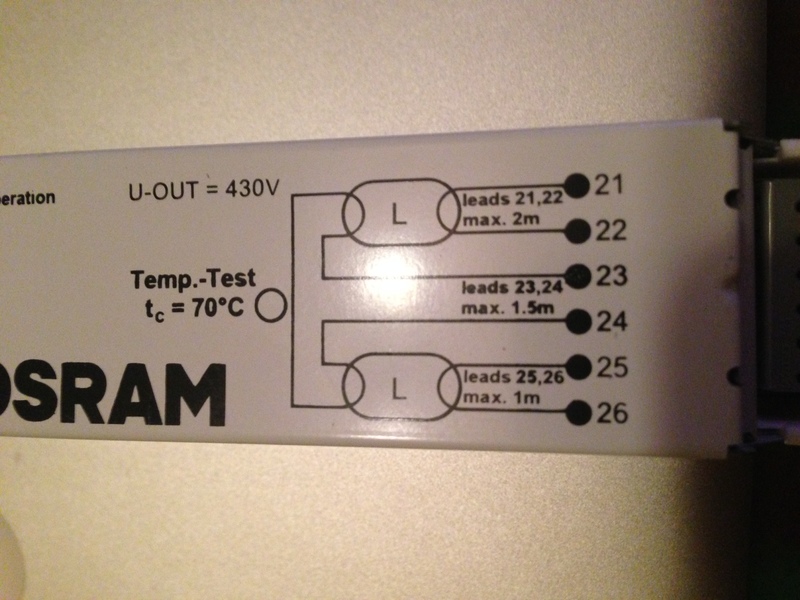 eration
U-OUT = 430V
Temp.-Test
tc = 70°C
OSRAM
L
leads 21,22
max. 2m
21
22
23
leads 23,24
max. 1.5m
24
L
leads 25,26
max. 1m
25
26